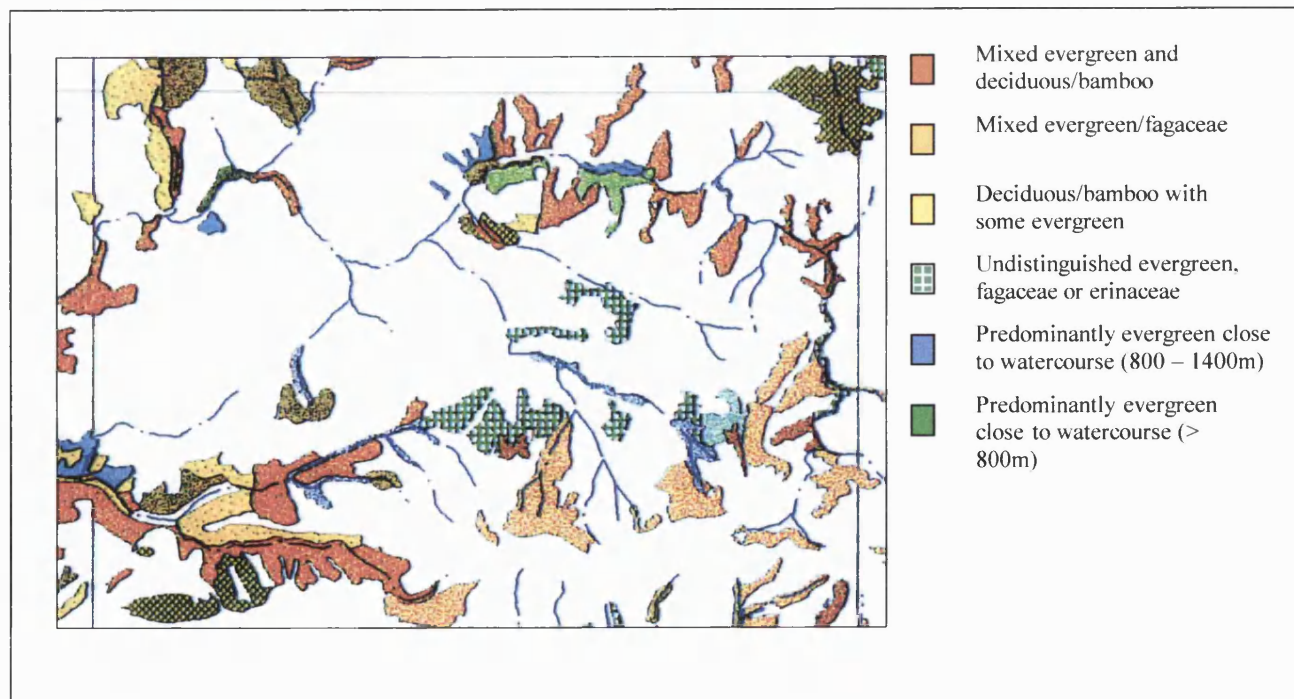 Mixed evergreen and
deciduous/bamboo
Mixed evergreen/fagaceae
Deciduous/bamboo with
some evergreen
Undistinguished evergreen,
fagaceae or erinaceae
Predominantly evergreen close
to watercourse (800 – 1400m)
Predominantly evergreen
close to watercourse (>
800m)